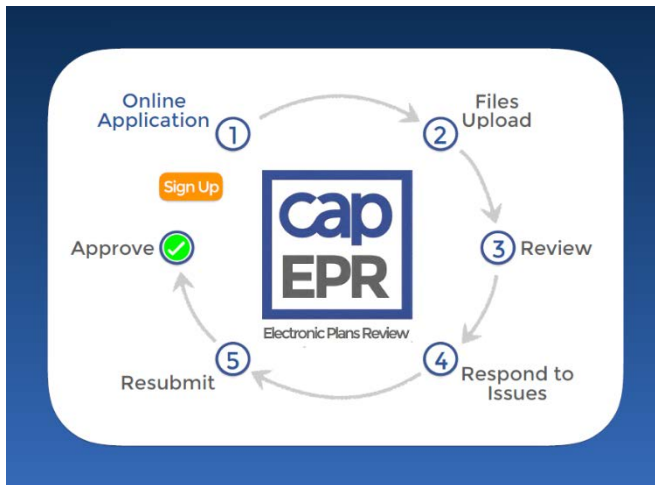 Online
Application
1
Files
Upload
2
Sign Up
cap
EPR
Electronic Plans Review
3
Review
4
Respond to
Issues
5
Resubmit
Approve